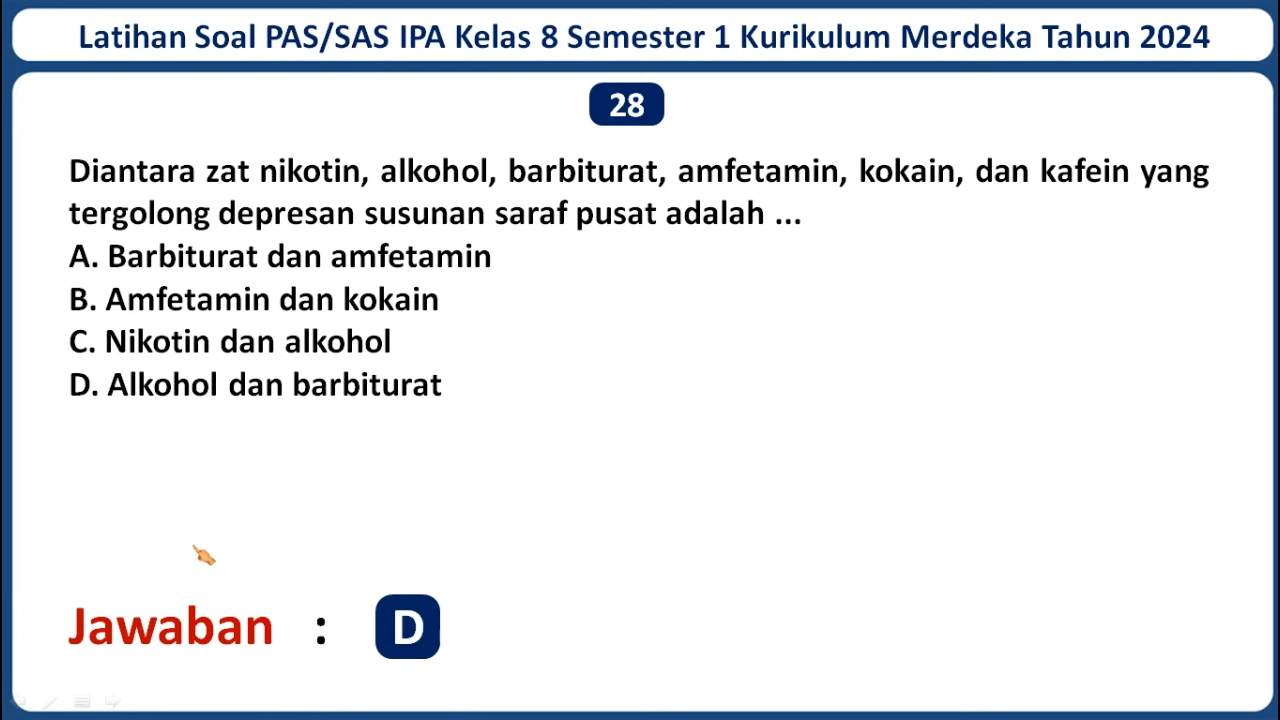 Latihan Soal PAS/SAS IPA Kelas 8 Semester 1 Kurikulum Merdeka Tahun 2024
28
Diantara zat nikotin, alkohol, barbiturat, amfetamin, kokain, dan kafein yang
tergolong depresan susunan saraf pusat adalah ...
A. Barbiturat dan amfetamin
B. Amfetamin dan kokain
C. Nikotin dan alkohol
D. Alkohol dan barbiturat
Jawaban : D